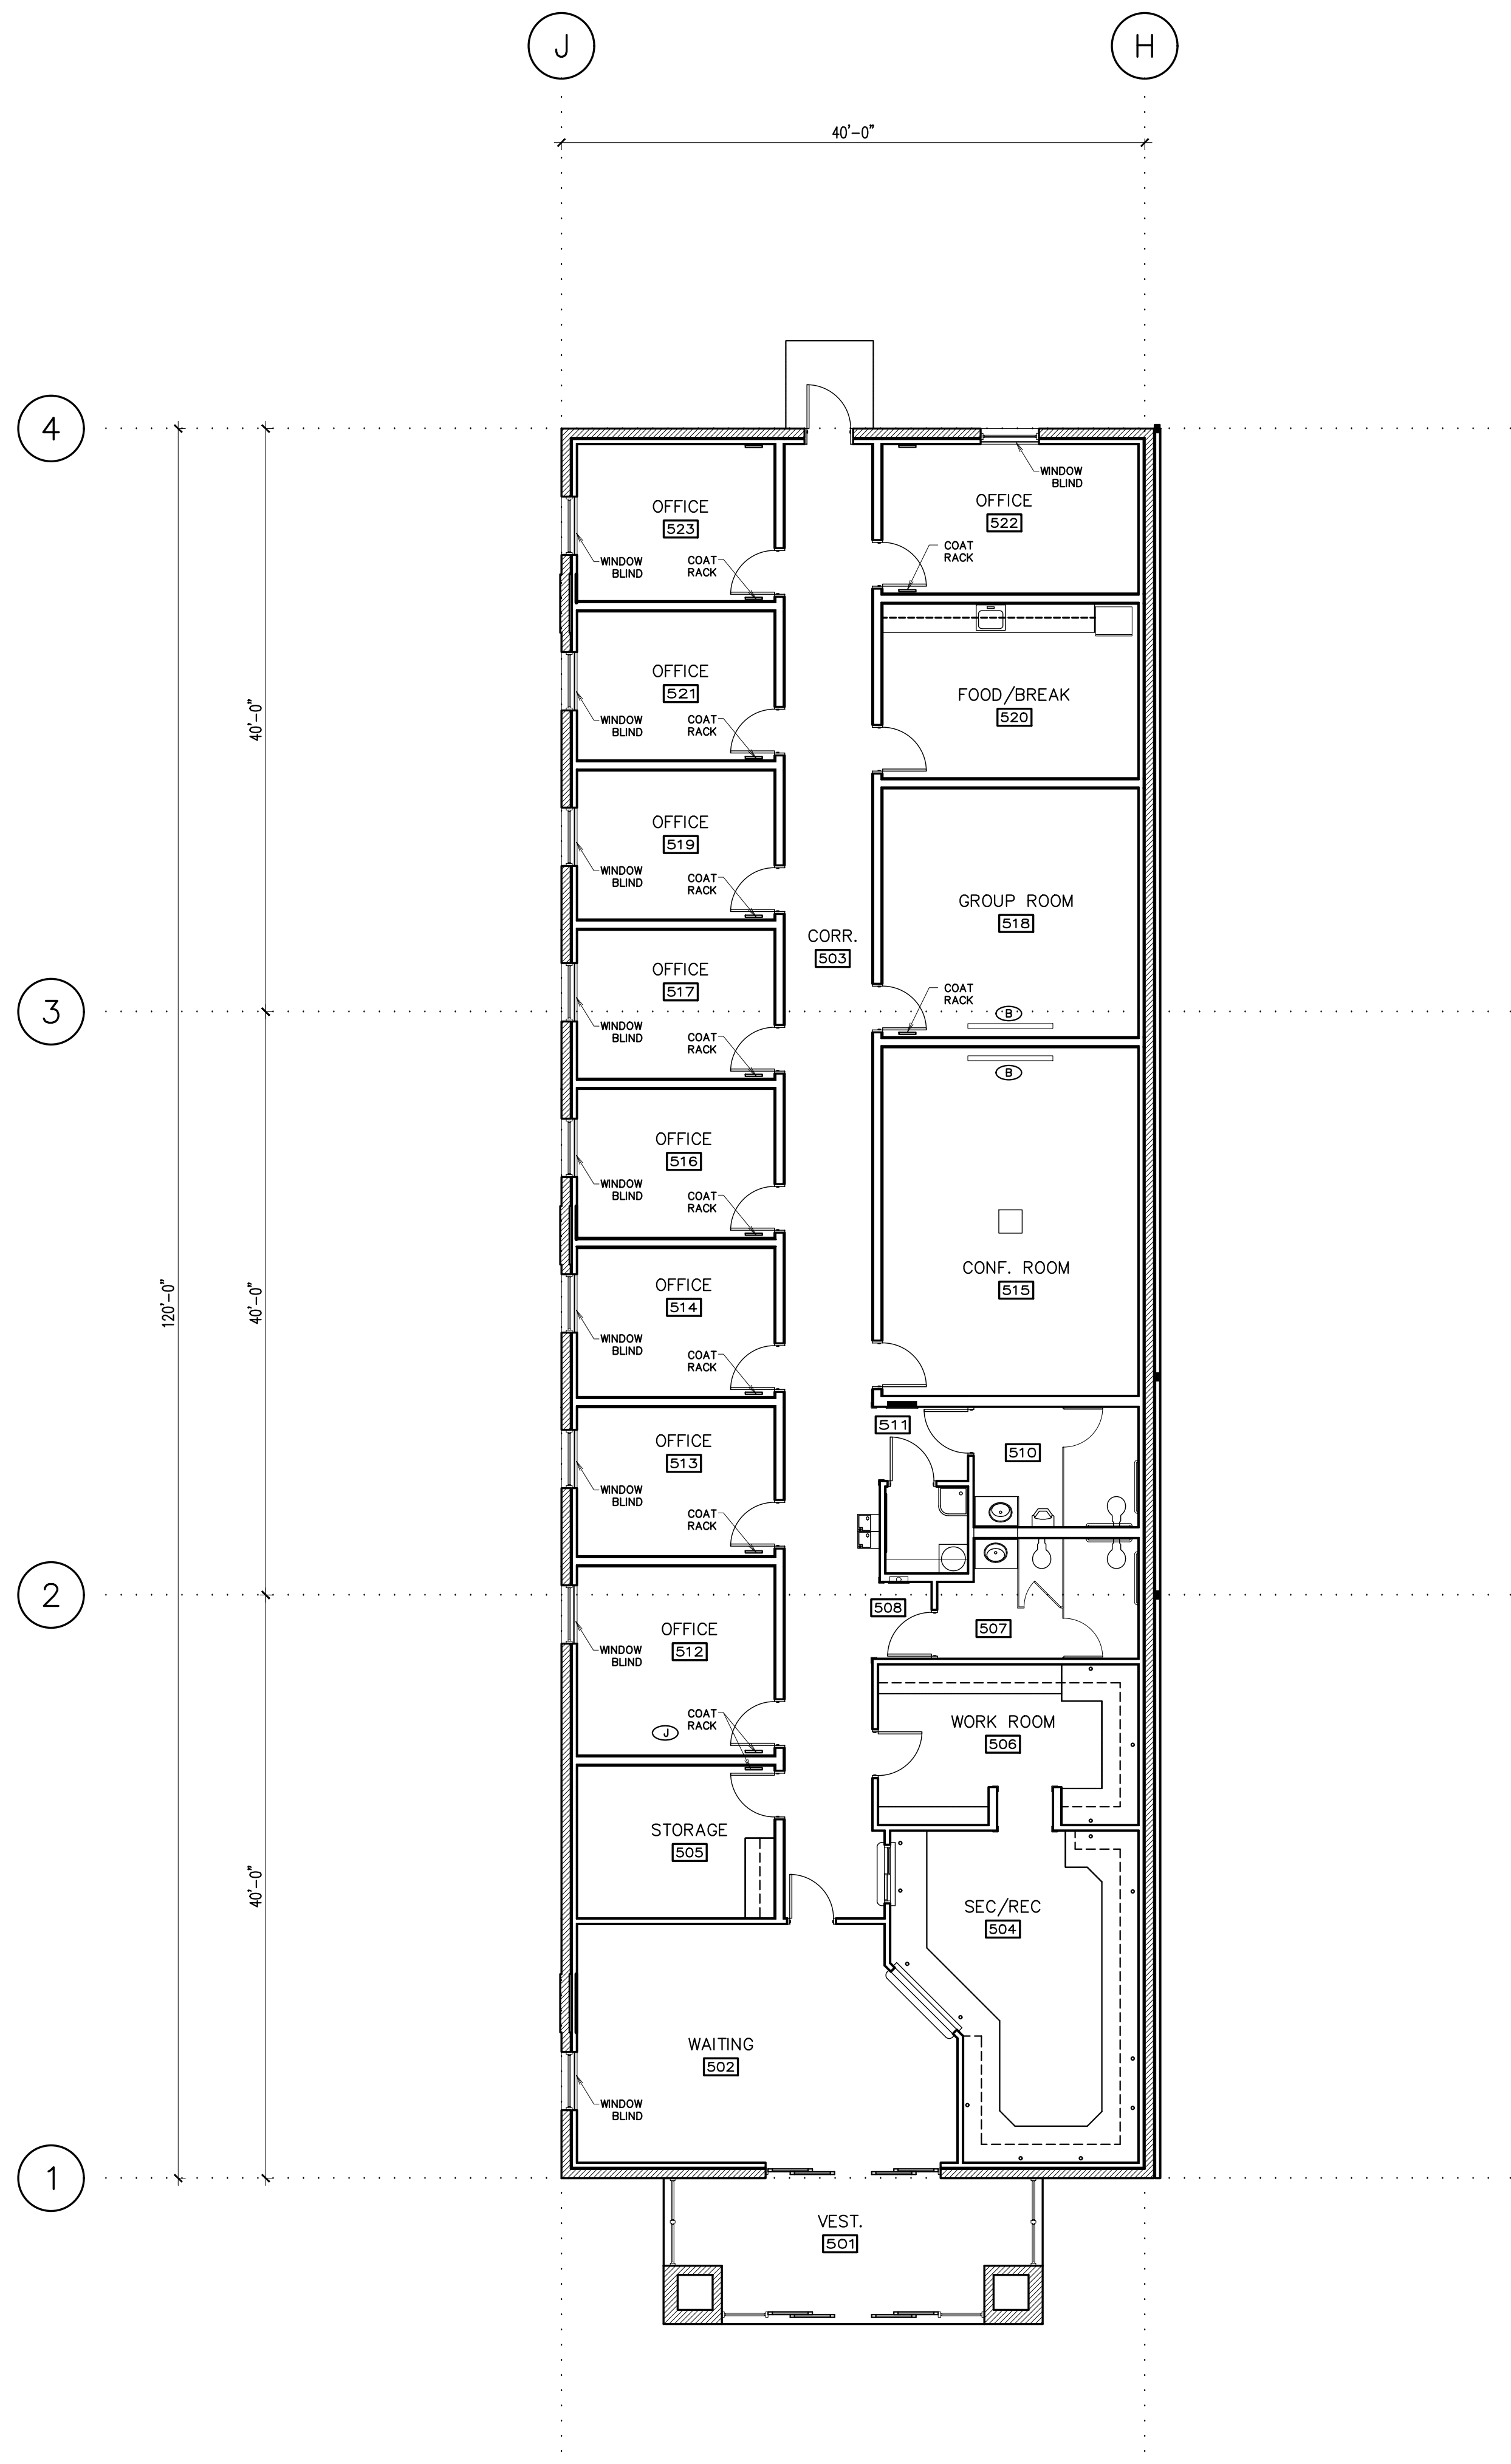 J
H
40'-0"
4
WINDOW
BLIND
OFFICE
523
OFFICE
522
WINDOW
BLIND
COAT
RACK
COAT
RACK
OFFICE
521
FOOD/BREAK
520
WINDOW
BLIND
COAT
RACK
40'-0"
OFFICE
519
WINDOW
BLIND
COAT
RACK
GROUP ROOM
518
CORR.
503
OFFICE
517
COAT
RACK
3
B
WINDOW
BLIND
COAT
RACK
B
OFFICE
516
WINDOW
BLIND
COAT
RACK
CONF. ROOM
515
OFFICE
514
120'-0"
40'-0"
WINDOW
BLIND
COAT
RACK
511
OFFICE
513
510
WINDOW
BLIND
COAT
RACK
2
508
507
OFFICE
512
WINDOW
BLIND
J
COAT
RACK
WORK ROOM
506
STORAGE
505
40'-0"
SEC/REC
504
WAITING
502
WINDOW
BLIND
1
VEST.
501